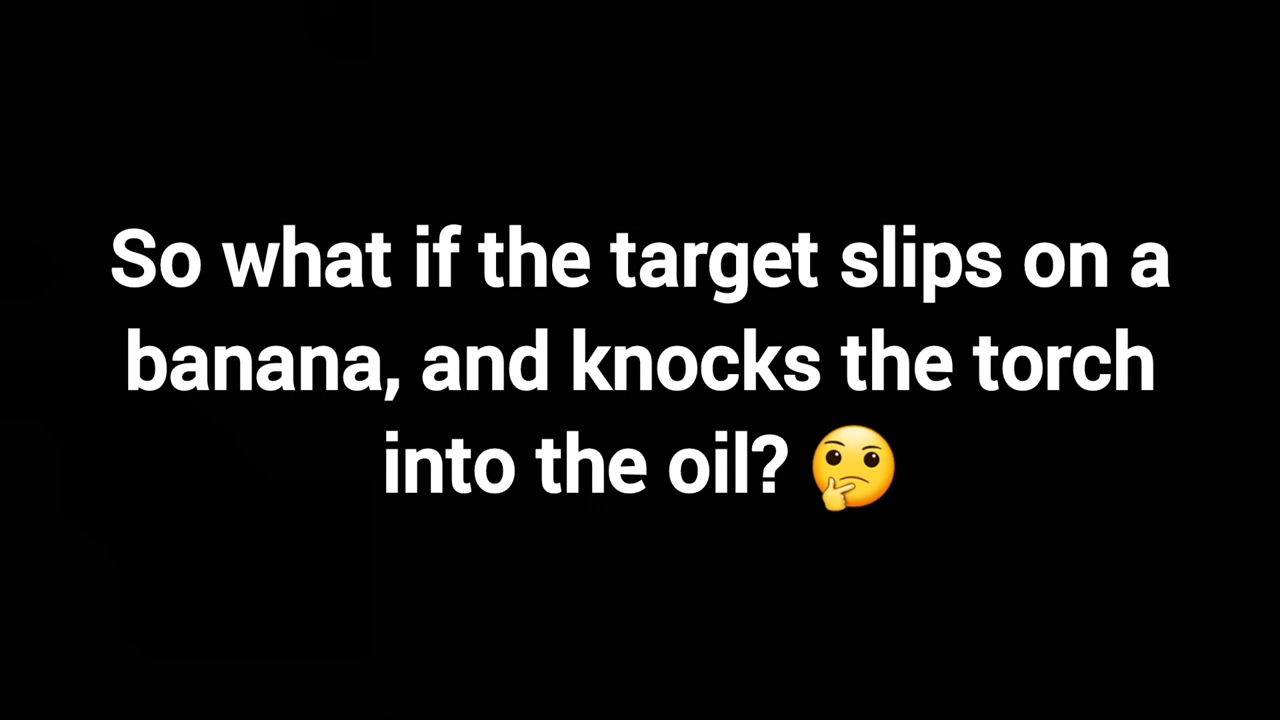 So what if the target slips on a
banana, and knocks the torch
into the oil? 🤔